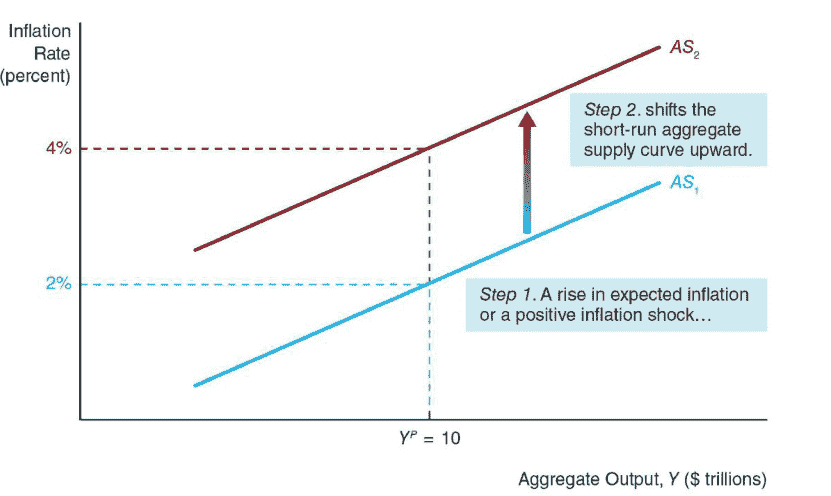 Inflation
Rate
(percent)
AS2
Step 2. shifts the
short-run aggregate
supply curve upward.
4%
AS1
2%
Step 1. A rise in expected inflation
or a positive inflation shock…
YP = 10
Aggregate Output, Y ($ trillions)